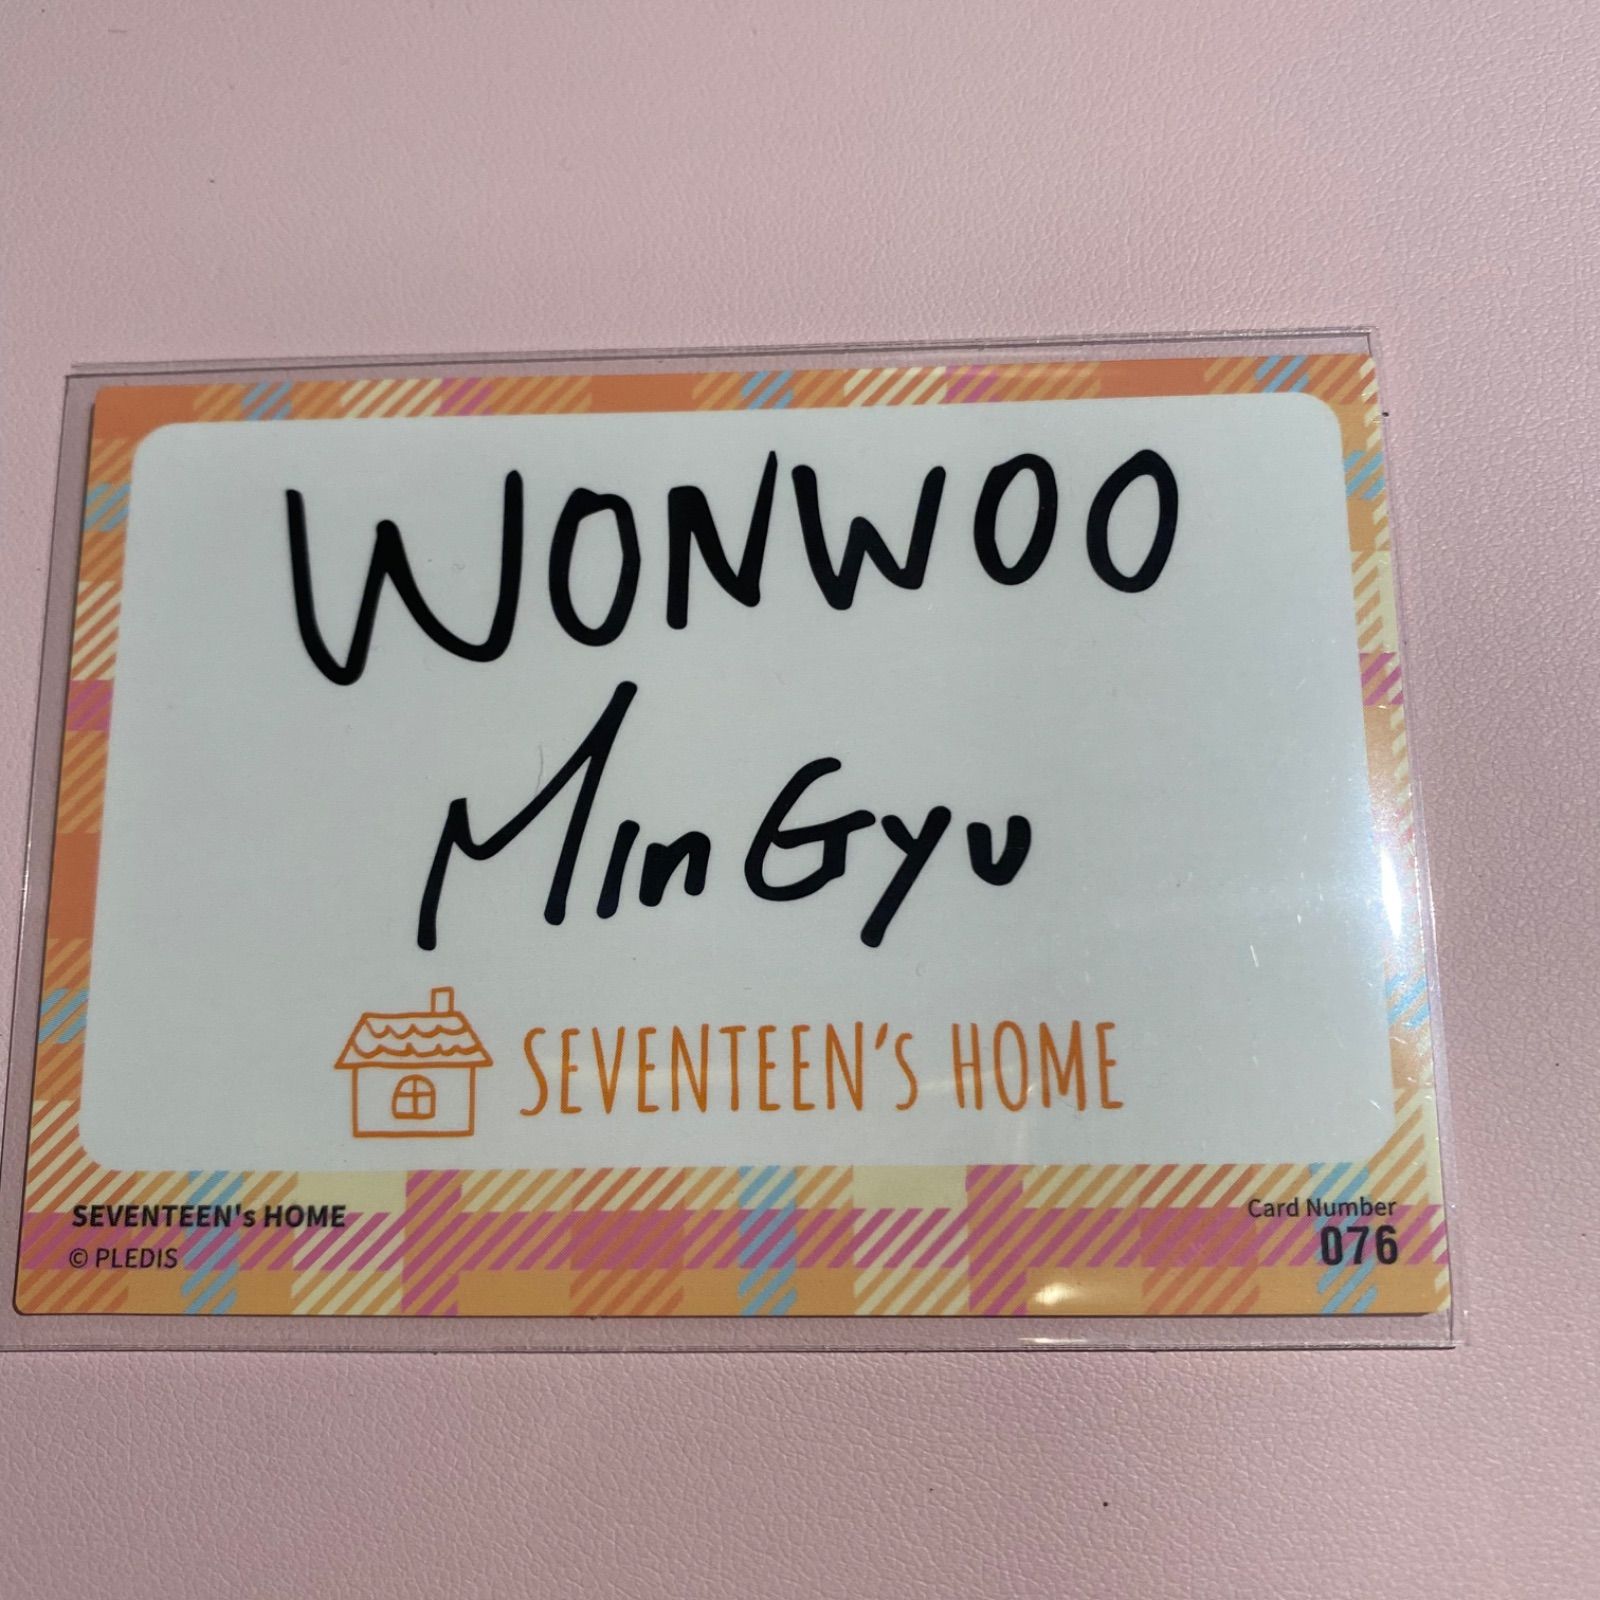 WONWOO
MinGyu
SEVENTEEN's HOME
SEVENTEEN's HOME
© PLEDIS
Card Number
076